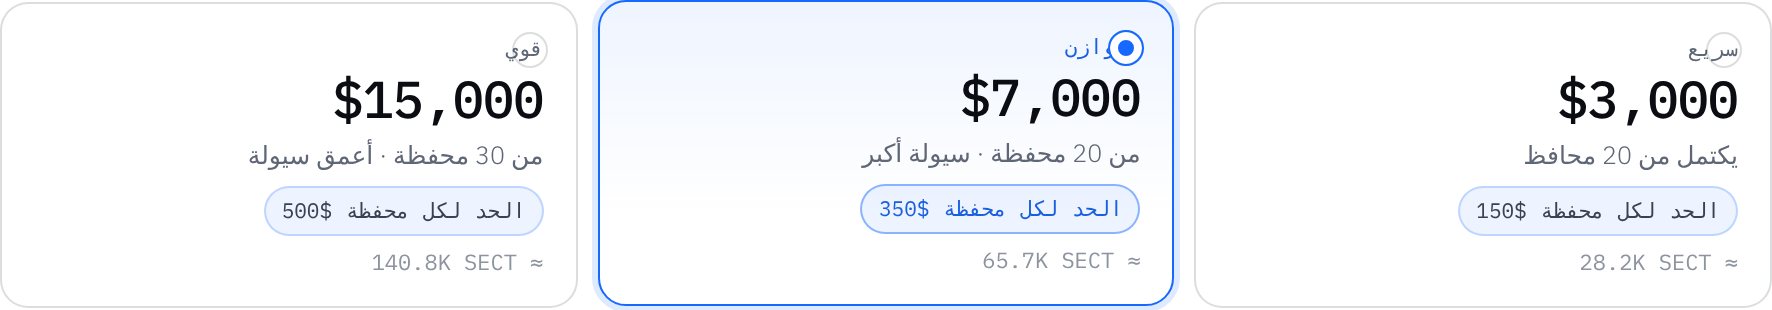 سريع
$3,000
يكتمل من 20 محافظ
الحد لكل محفظة 150$
≈ 28.2K SECT
$7,000
من 20 محفظة · سيولة أكبر
الحد لكل محفظة 350$
≈ 65.7K SECT
قوي
$15,000
من 30 محفظة · أعمق سيولة
الحد لكل محفظة 500$
≈ 140.8K SECT